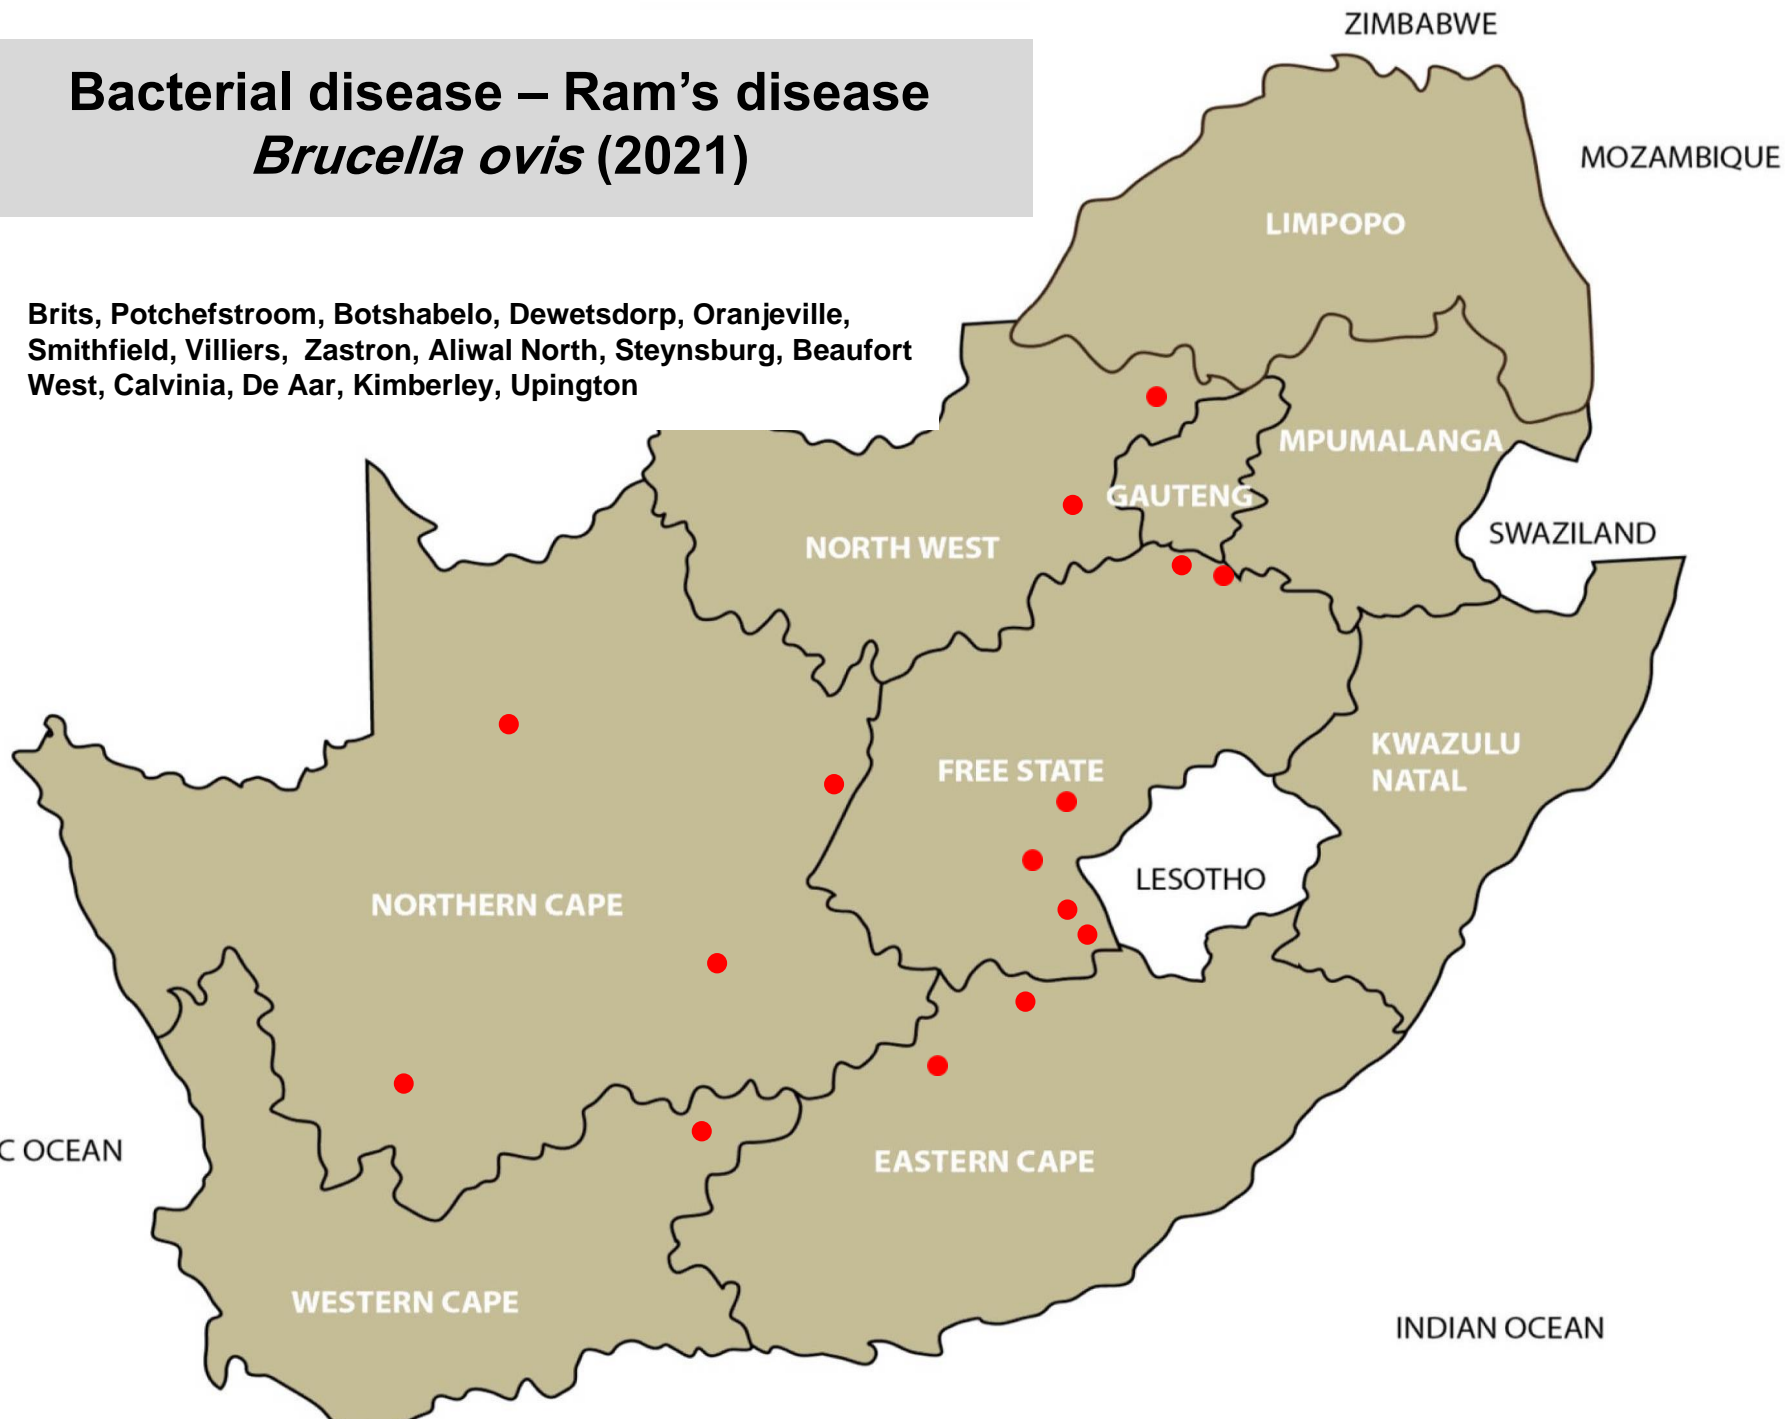 ZIMBABWE
Bacterial disease – Ram's disease
Brucella ovis (2021)
MOZAMBIQUE
LIMPOPO
Brits, Potchefstroom, Botshabelo, Dewetsdorp, Oranjeville,
Smithfield, Villiers, Zastron, Aliwal North, Steynsburg, Beaufort
West, Calvinia, De Aar, Kimberley, Upington
MPUMALANGA
GAUTENG
SWAZILAND
NORTH WEST
KWAZULU
NATAL
FREE STATE
LESOTHO
NORTHERN CAPE
C OCEAN
EASTERN CAPE
WESTERN CAPE
INDIAN OCEAN